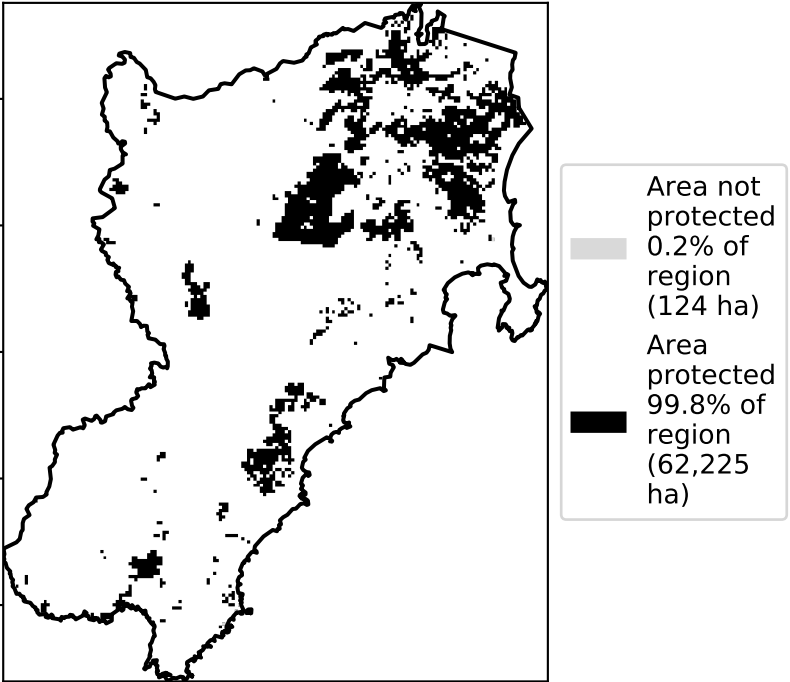 Area not
protected
0.2% of
region
(124 ha)
Area
protected
99.8% of
region
(62,225
ha)